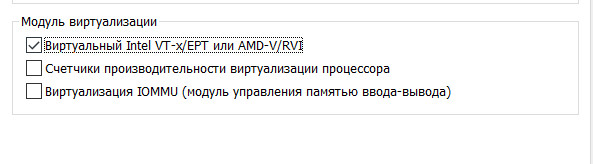 Модуль виртуализации
Виртуальный Intel VT-x/EPT или AMD-V/RVI
Счетчики производительности виртуализации процессора
Виртуализация IOMMU (модуль управления памятью ввода-вывода)